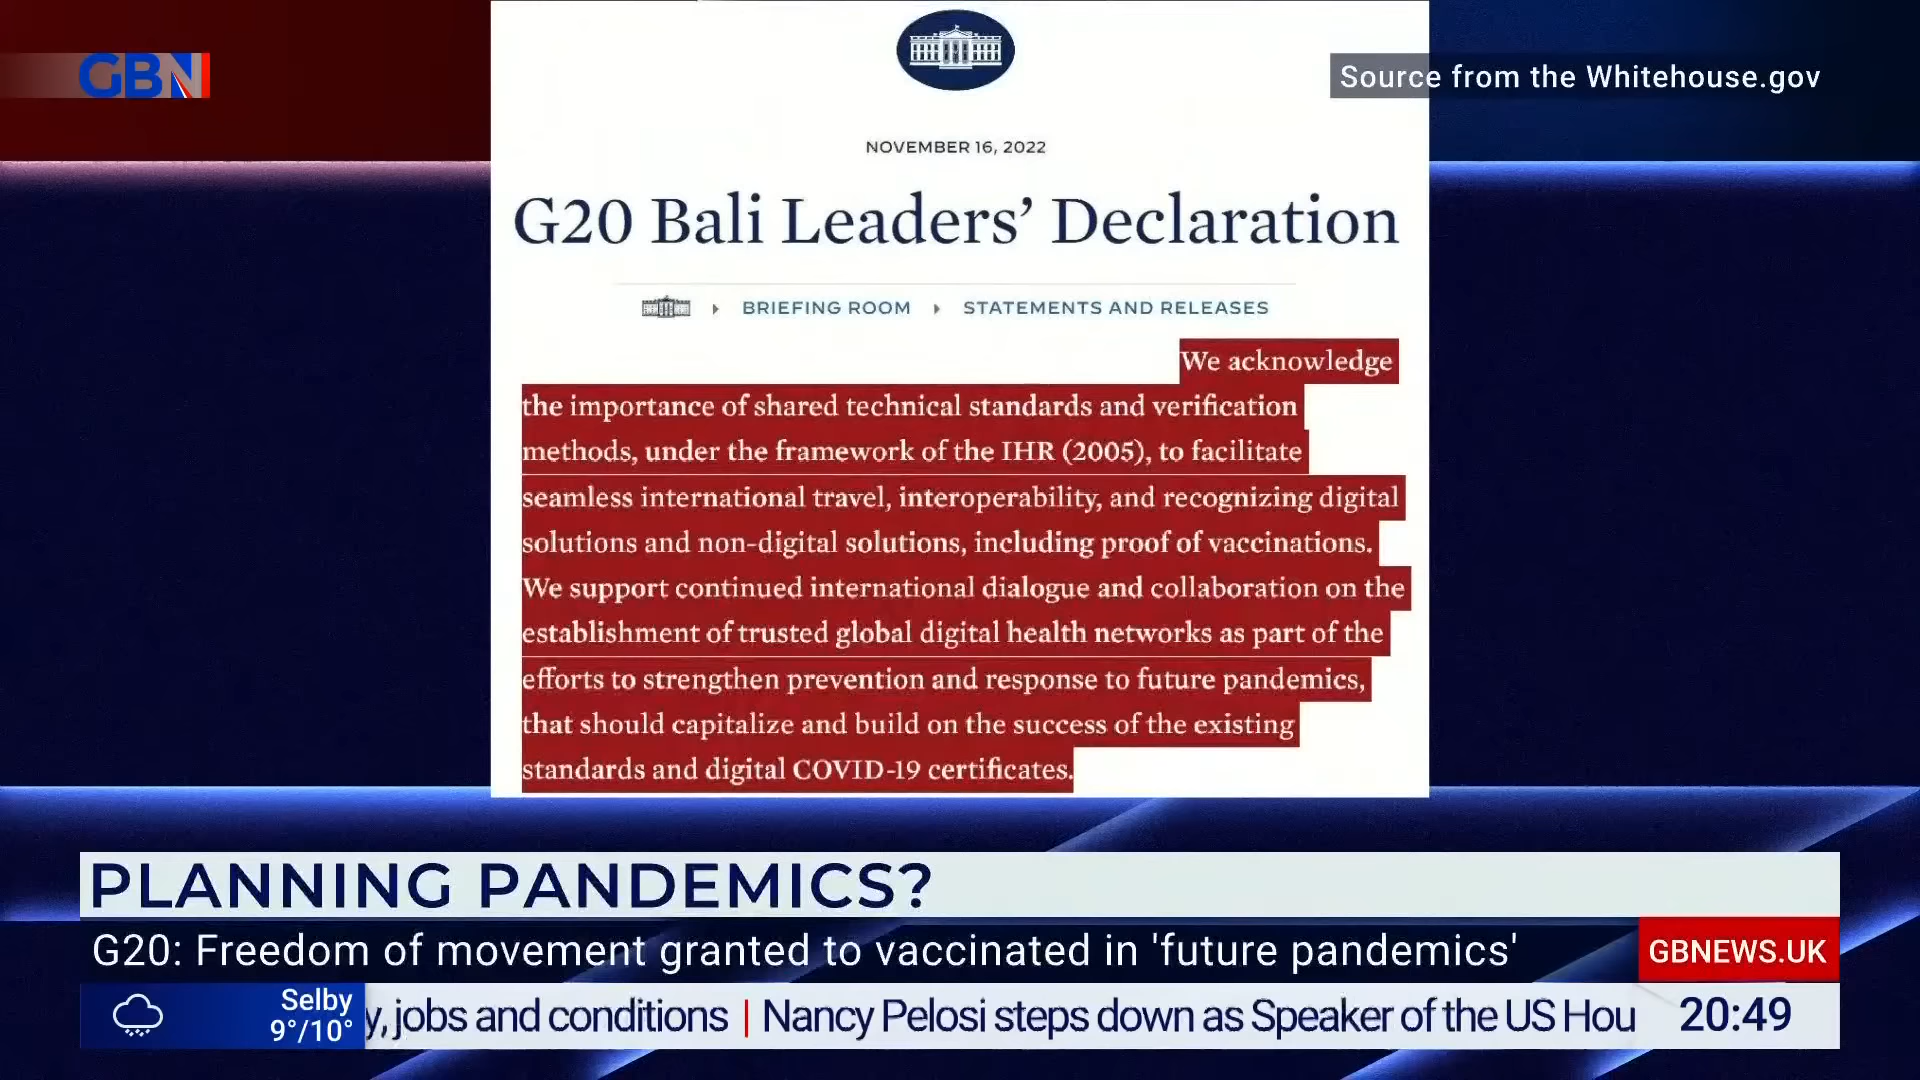 GBN
Source from the Whitehouse.gov
NOVEMBER 16, 2022
G20 Bali Leaders’ Declaration
BRIEFING ROOM
STATEMENTS AND RELEASES
We acknowledge
the importance of shared technical standards and verification
methods, under the framework of the IHR (2005), to facilitate
seamless international travel, interoperability, and recognizing digital
solutions and non-digital solutions, including proof of vaccinations.
We support continued international dialogue and collaboration on the
establishment of trusted global digital health networks as part of the
efforts to strengthen prevention and response to future pandemics,
that should capitalize and build on the success of the existing
standards and digital COVID-19 certificates.
PLANNING PANDEMICS?
G20: Freedom of movement granted to vaccinated in 'future pandemics'
GBNEWS.UK
Selby
9°/10°
y, jobs and conditions | Nancy Pelosi steps down as Speaker of the US Hou
20:49